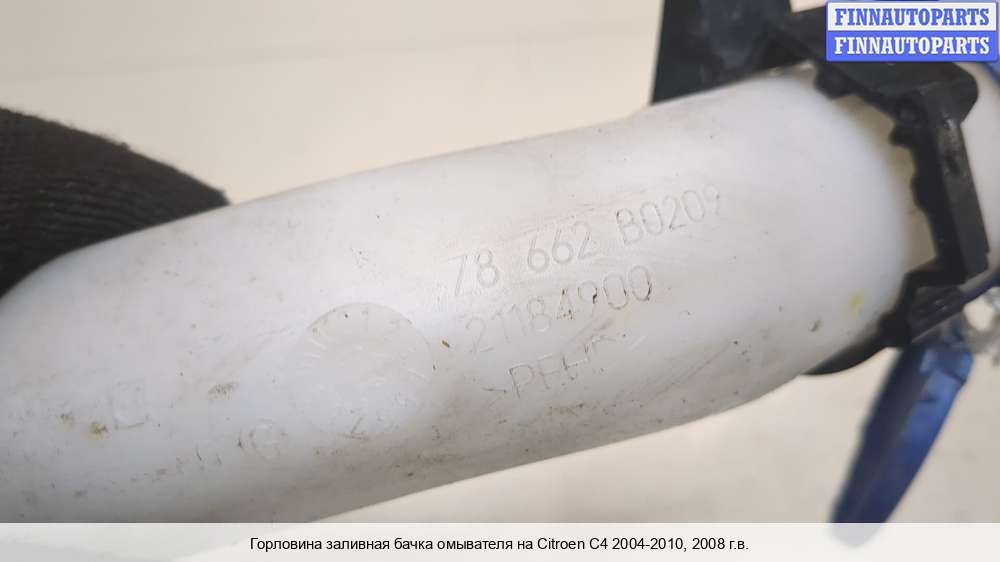 FINNAUTOPARTS
FINNAUTOPARTS
78 662 B0209
21184900
Горловина заливная бачка омывателя на Citroen C4 2004-2010, 2008 г.в.